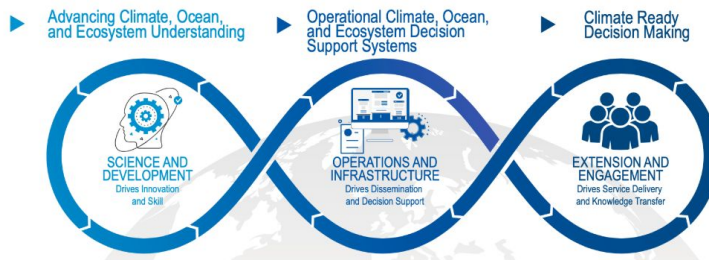 Advancing Climate, Ocean,
and Ecosystem Understanding
Operational Climate, Ocean,
and Ecosystem Decision
Support Systems
Climate Ready
Decision Making
SCIENCE AND
DEVELOPMENT
Drives Innovation
and Skill
OPERATIONS AND
INFRASTRUCTURE
Drives Dissemination
and Decision Support
EXTENSION AND
ENGAGEMENT
Drives Service Delivery
and Knowledge Transfer